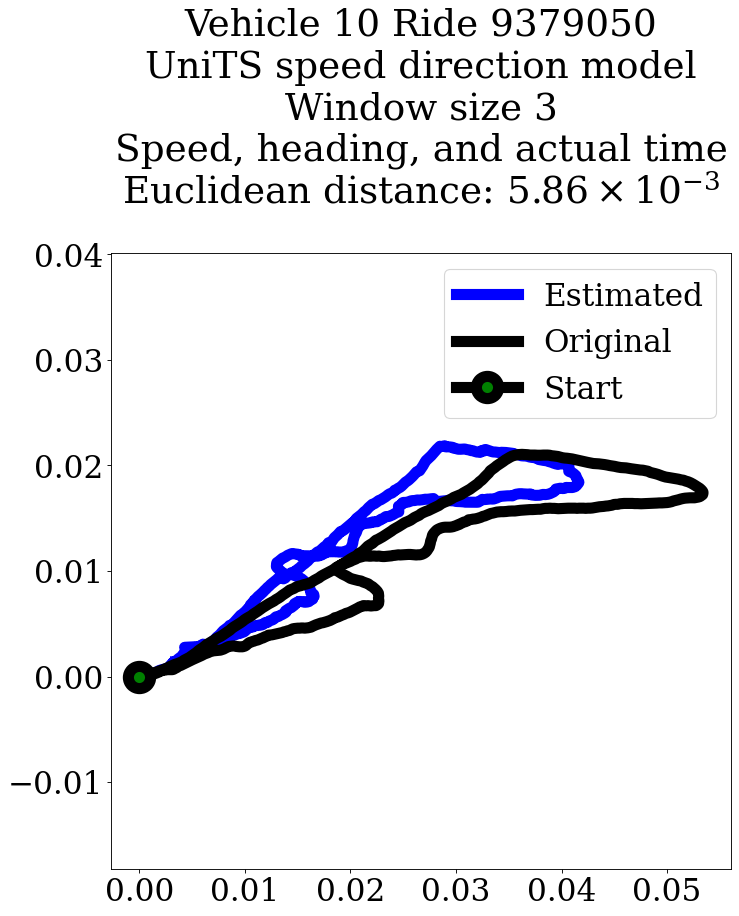 Vehicle 10 Ride 9379050
UniTS speed direction model
Window size 3
Speed, heading, and actual time
Euclidean distance: 5.86 × 10⁻³
0.04
Estimated
Original
Start
0.03
0.02
0.01
0.00
−0.01
0.00 0.01 0.02 0.03 0.04 0.05